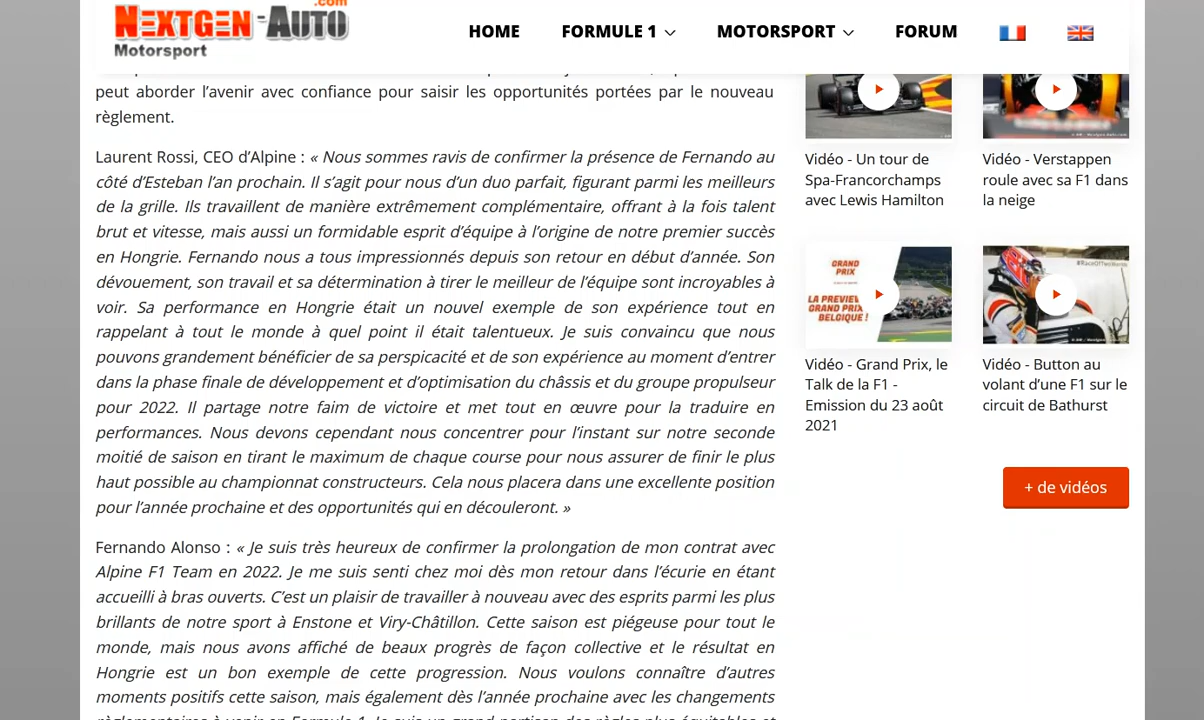 NEXTGEN-AUTO.com
Motorsport
HOME
FORMULE 1
MOTORSPORT
FORUM
peut aborder l’avenir avec confiance pour saisir les opportunités portées par le nouveau
règlement.
Laurent Rossi, CEO d’Alpine : « Nous sommes ravis de confirmer la présence de Fernando au
côté d’Esteban l’an prochain. Il s’agit pour nous d’un duo parfait, figurant parmi les meilleurs
de la grille. Ils travaillent de manière extrêmement complémentaire, offrant à la fois talent
brut et vitesse, mais aussi un formidable esprit d’équipe à l’origine de notre premier succès
en Hongrie. Fernando nous a tous impressionnés depuis son retour en début d’année. Son
dévouement, son travail et sa détermination à tirer le meilleur de l’équipe sont incroyables à
voir. Sa performance en Hongrie était un nouvel exemple de son expérience tout en
rappelant à tout le monde à quel point il était talentueux. Je suis convaincu que nous
pouvons grandement bénéficier de sa perspicacité et de son expérience au moment d’entrer
dans la phase finale de développement et d’optimisation du châssis et du groupe propulseur
pour 2022. Il partage notre faim de victoire et met tout en œuvre pour la traduire en
performances. Nous devons cependant nous concentrer pour l’instant sur notre seconde
moitié de saison en tirant le maximum de chaque course pour nous assurer de finir le plus
haut possible au championnat constructeurs. Cela nous placera dans une excellente position
pour l’année prochaine et des opportunités qui en découleront. »
Fernando Alonso : « Je suis très heureux de confirmer la prolongation de mon contrat avec
Alpine F1 Team en 2022. Je me suis senti chez moi dès mon retour dans l’écurie en étant
accueilli à bras ouverts. C’est un plaisir de travailler à nouveau avec des esprits parmi les plus
brillants de notre sport à Enstone et Viry-Châtillon. Cette saison est piégeuse pour tout le
monde, mais nous avons affiché de beaux progrès de façon collective et le résultat en
Hongrie est un bon exemple de cette progression. Nous voulons connaître d’autres
moments positifs cette saison, mais également dès l’année prochaine avec les changements
règlementaires à venir en Formule 1. Je suis un grand partisan des règles plus équitables et
Vidéo - Un tour de
Spa-Francorchamps
avec Lewis Hamilton
Vidéo - Verstappen
roule avec sa F1 dans
la neige
GRAND
PRIX
LA PREVIEW
GRAND PRIX
BELGIQUE !
Vidéo - Grand Prix, le
Talk de la F1 -
Emission du 23 août
2021
Vidéo - Button au
volant d’une F1 sur le
circuit de Bathurst
+ de vidéos